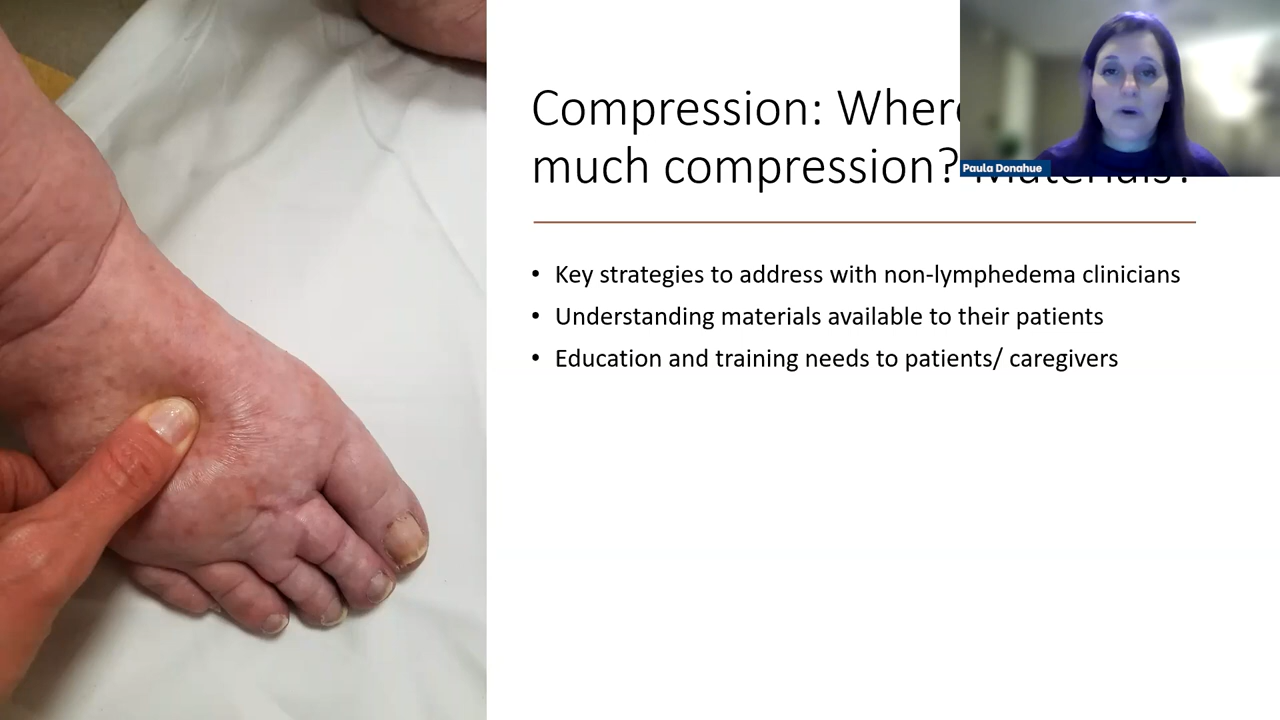 Compression: Where
much compression? Materials?
• Key strategies to address with non-lymphedema clinicians
• Understanding materials available to their patients
• Education and training needs to patients/ caregivers
Paula Donahue